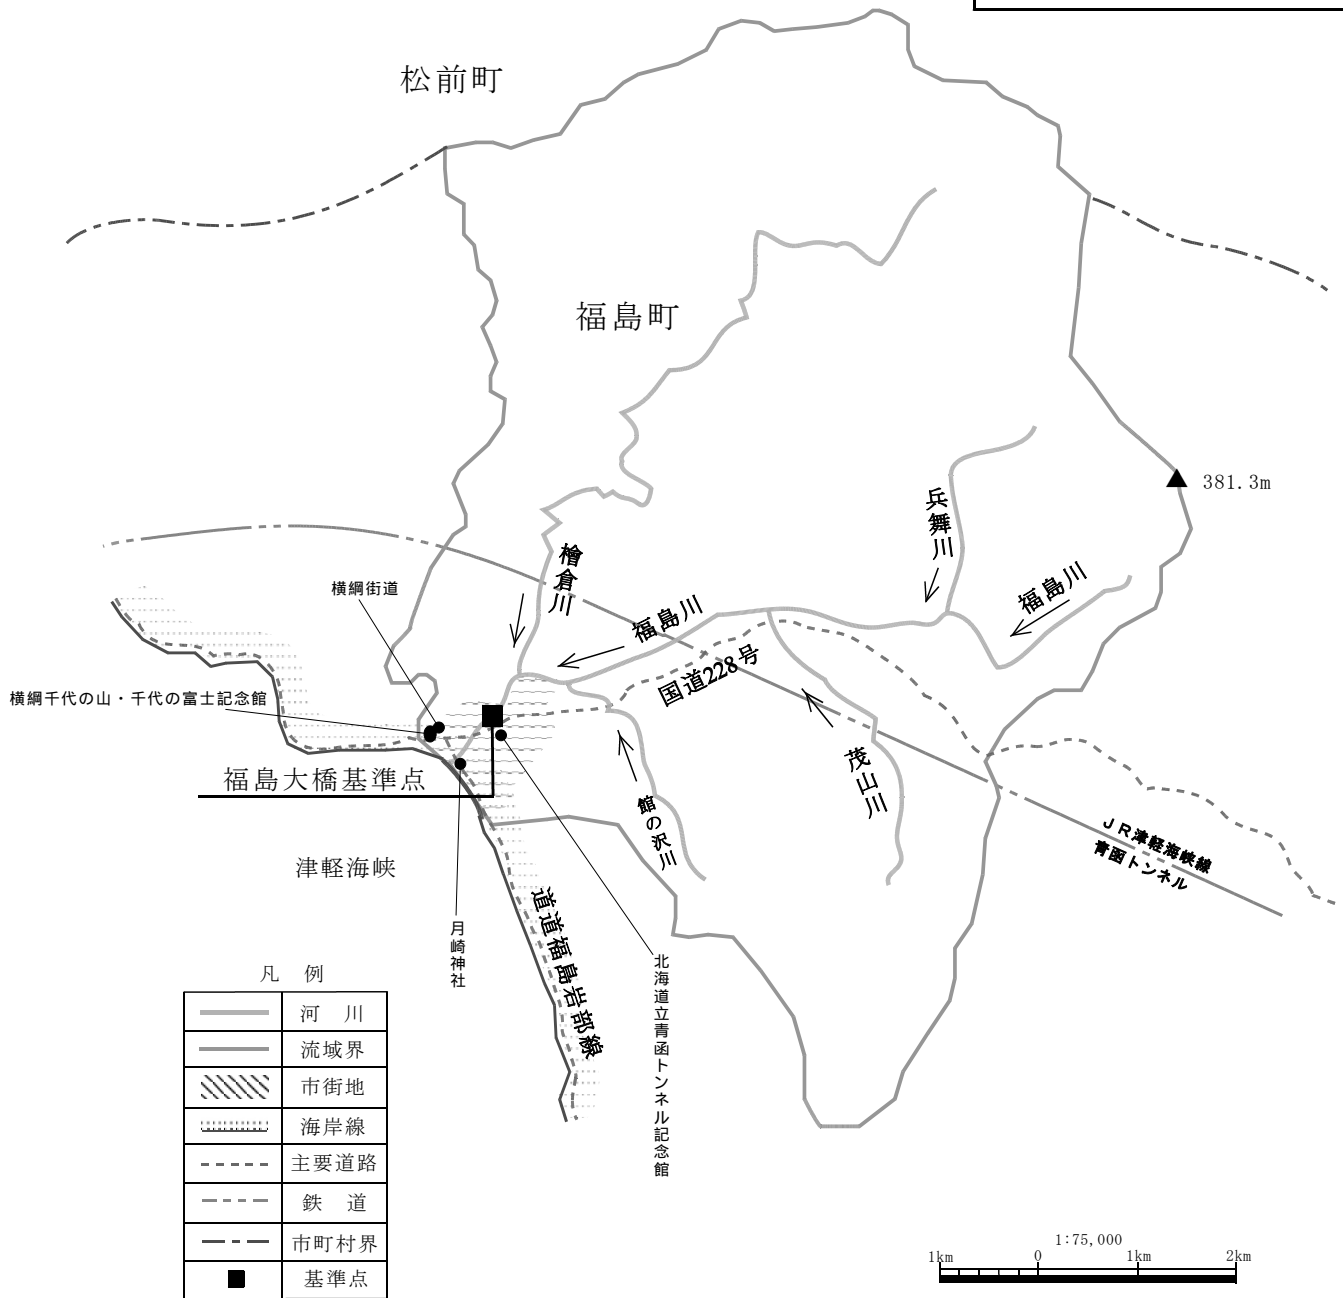 松前町
福島町
381.3m
兵舞川
福島川
檜倉川
横綱街道
福島川
国道228号
横綱千代の山・千代の富士記念館
福島大橋基準点
茂山川
館の沢川
JR津軽海峡線
青函トンネル
津軽海峡
道道福島岩部線
月崎神社
北海道立青函トンネル記念館
凡 例
河 川
流域界
市街地
海岸線
主要道路
鉄 道
市町村界
基準点
1:75,000
1km 0 1km 2km